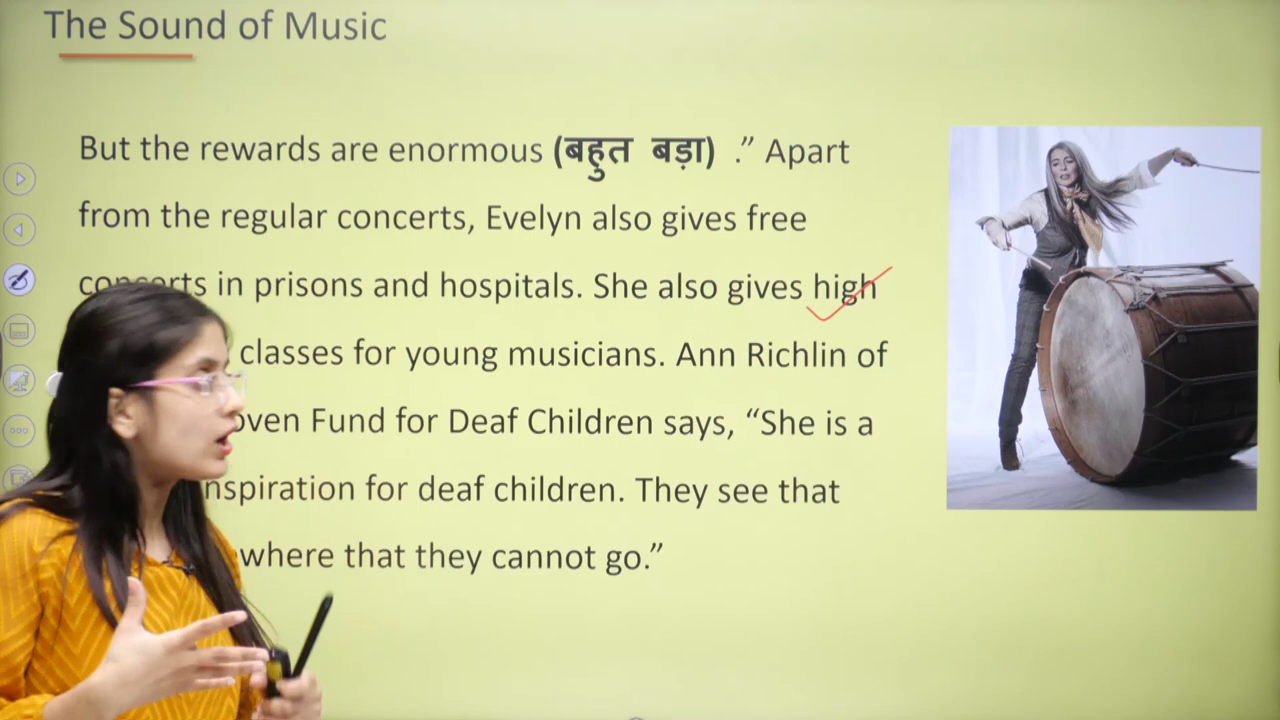 The Sound of Music
But the rewards are enormous (बहुत बड़ा) .” Apart
from the regular concerts, Evelyn also gives free
concerts in prisons and hospitals. She also gives high
classes for young musicians. Ann Richlin of
Fund for Deaf Children says, “She is a
inspiration for deaf children. They see that
where that they cannot go.”